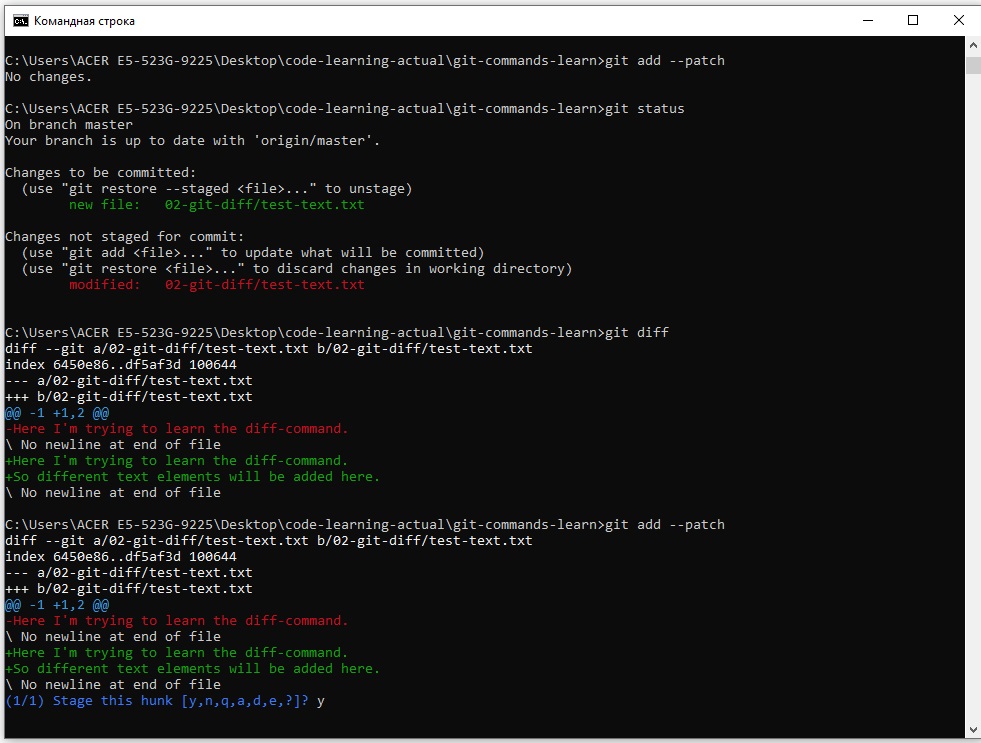 Командная строка
C:\Users\ACER E5-523G-9225\Desktop\code-learning-actual\git-commands-learn>git add --patch
No changes.
C:\Users\ACER E5-523G-9225\Desktop\code-learning-actual\git-commands-learn>git status
On branch master
Your branch is up to date with 'origin/master'.
Changes to be committed:
  (use "git restore --staged <file>..." to unstage)
        new file:   02-git-diff/test-text.txt
Changes not staged for commit:
  (use "git add <file>..." to update what will be committed)
  (use "git restore <file>..." to discard changes in working directory)
        modified:   02-git-diff/test-text.txt
C:\Users\ACER E5-523G-9225\Desktop\code-learning-actual\git-commands-learn>git diff
diff --git a/02-git-diff/test-text.txt b/02-git-diff/test-text.txt
index 6450e86..df5af3d 100644
--- a/02-git-diff/test-text.txt
+++ b/02-git-diff/test-text.txt
@@ -1 +1,2 @@
-Here I'm trying to learn the diff-command.
\ No newline at end of file
+Here I'm trying to learn the diff-command.
+So different text elements will be added here.
\ No newline at end of file
C:\Users\ACER E5-523G-9225\Desktop\code-learning-actual\git-commands-learn>git add --patch
diff --git a/02-git-diff/test-text.txt b/02-git-diff/test-text.txt
index 6450e86..df5af3d 100644
--- a/02-git-diff/test-text.txt
+++ b/02-git-diff/test-text.txt
@@ -1 +1,2 @@
-Here I'm trying to learn the diff-command.
\ No newline at end of file
+Here I'm trying to learn the diff-command.
+So different text elements will be added here.
\ No newline at end of file
(1/1) Stage this hunk [y,n,q,a,d,e,?]? y